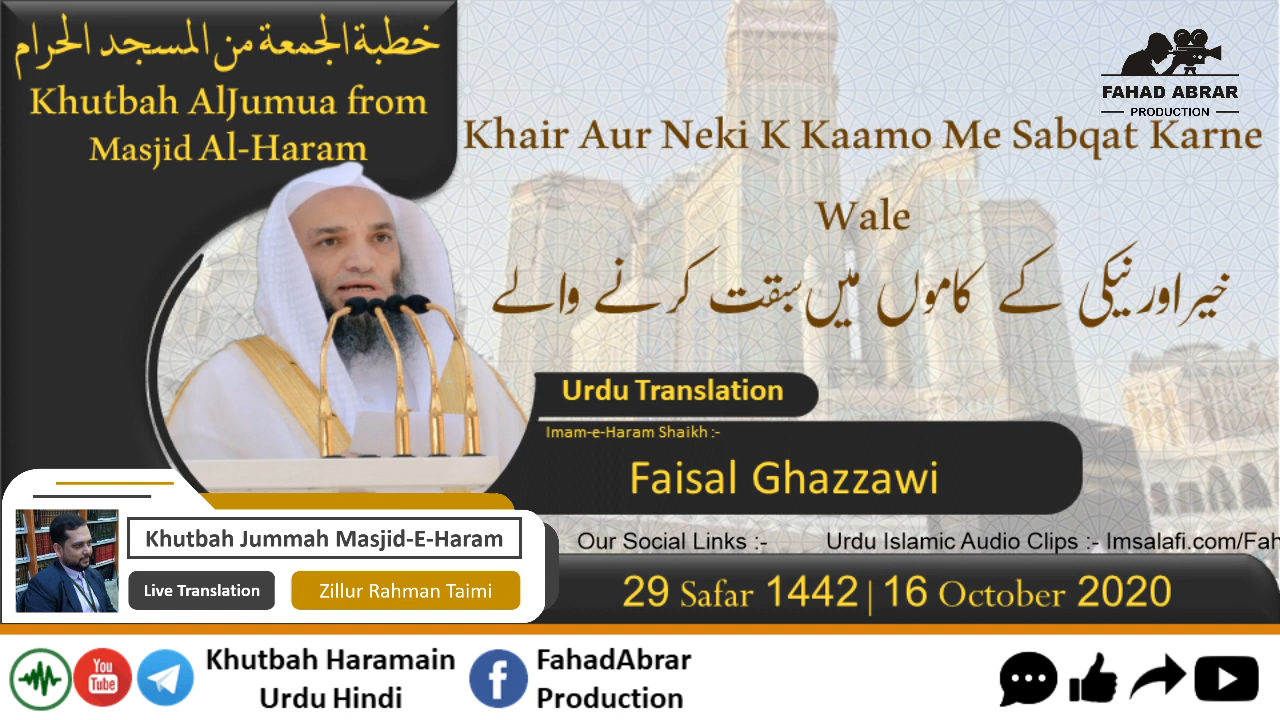 خطبة الجمعة من المسجد الحرام
Khutbah AlJumua from
Masjid Al-Haram
FAHAD ABRAR
PRODUCTION
Khair Aur Neki K Kaamo Me Sabqat Karne
Wale
خیر اور نیکی کے کاموں میں سبقت کرنے والے
Urdu Translation
Imam-e-Haram Shaikh :-
Faisal Ghazzawi
Khutbah Jummah Masjid-E-Haram
Live Translation
Zillur Rahman Taimi
Our Social Links :- Urdu Islamic Audio Clips :- Imsalafi.com/Fah
29 Safar 1442 | 16 October 2020
You
Tube
Khutbah Haramain
Urdu Hindi
f
FahadAbrar
Production